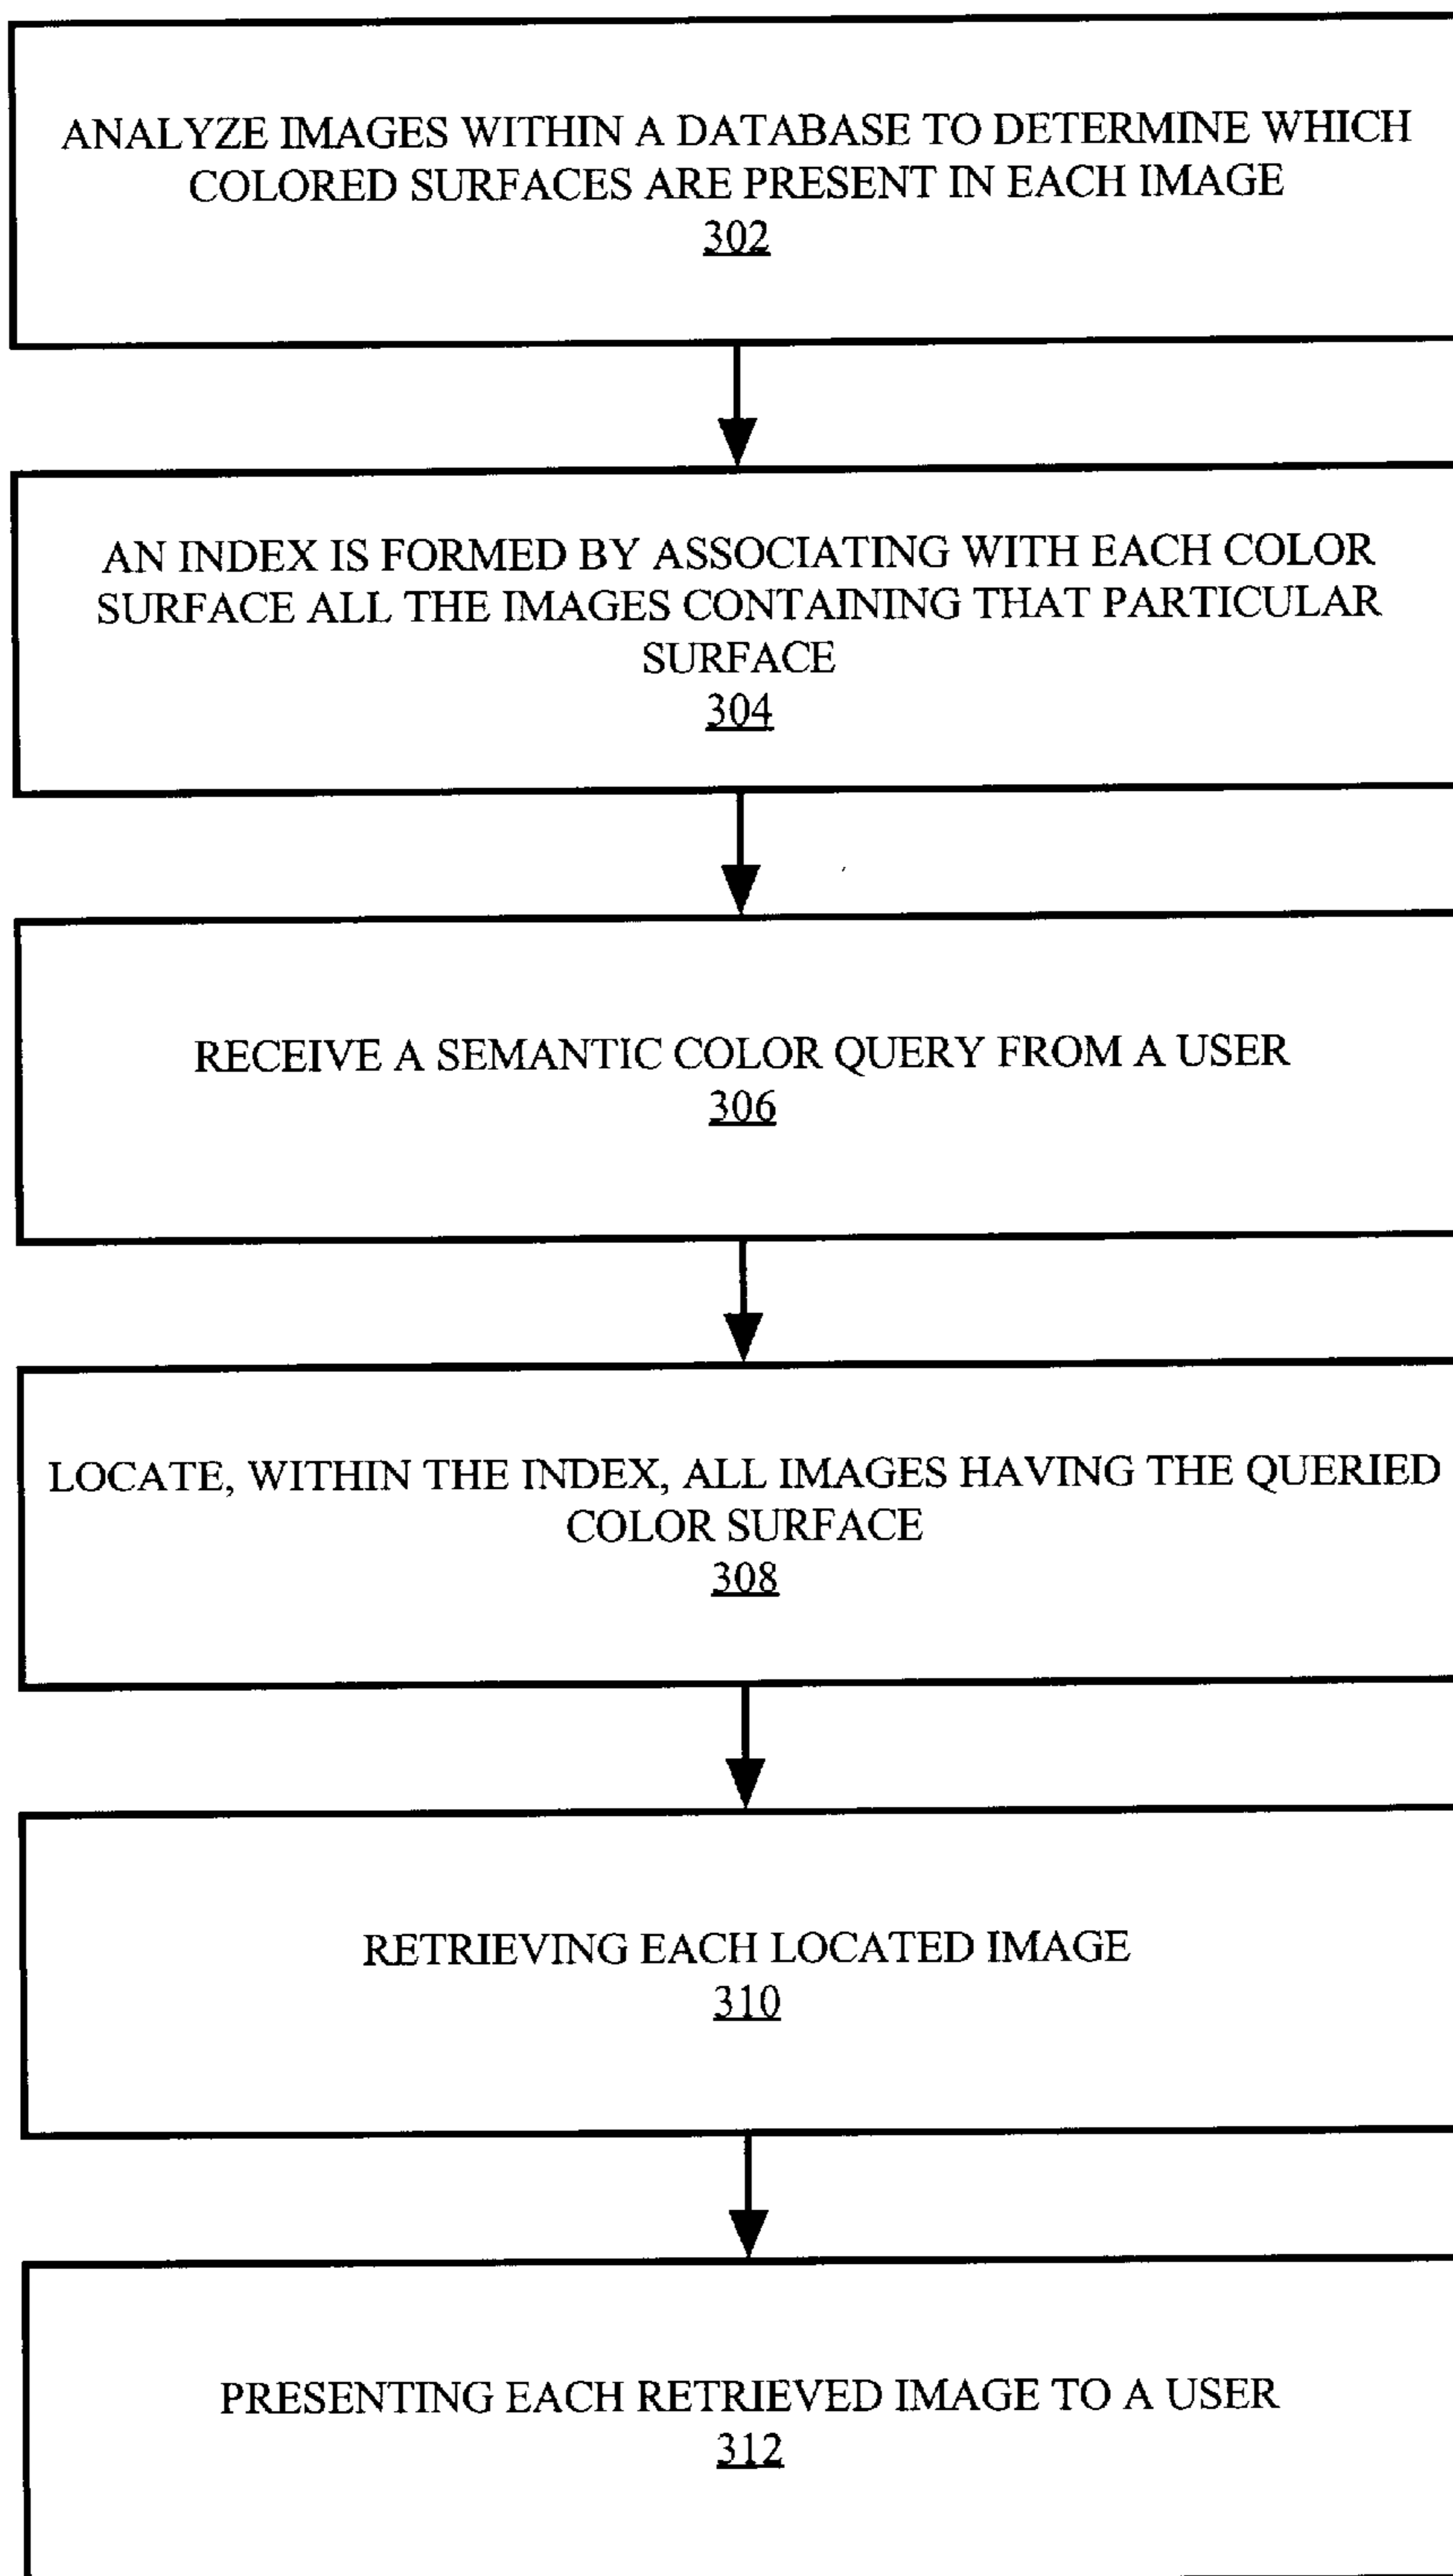 ANALYZE IMAGES WITHIN A DATABASE TO DETERMINE WHICH
COLORED SURFACES ARE PRESENT IN EACH IMAGE
302
AN INDEX IS FORMED BY ASSOCIATING WITH EACH COLOR
SURFACE ALL THE IMAGES CONTAINING THAT PARTICULAR
SURFACE
304
RECEIVE A SEMANTIC COLOR QUERY FROM A USER
306
LOCATE, WITHIN THE INDEX, ALL IMAGES HAVING THE QUERIED
COLOR SURFACE
308
RETRIEVING EACH LOCATED IMAGE
310
PRESENTING EACH RETRIEVED IMAGE TO A USER
312